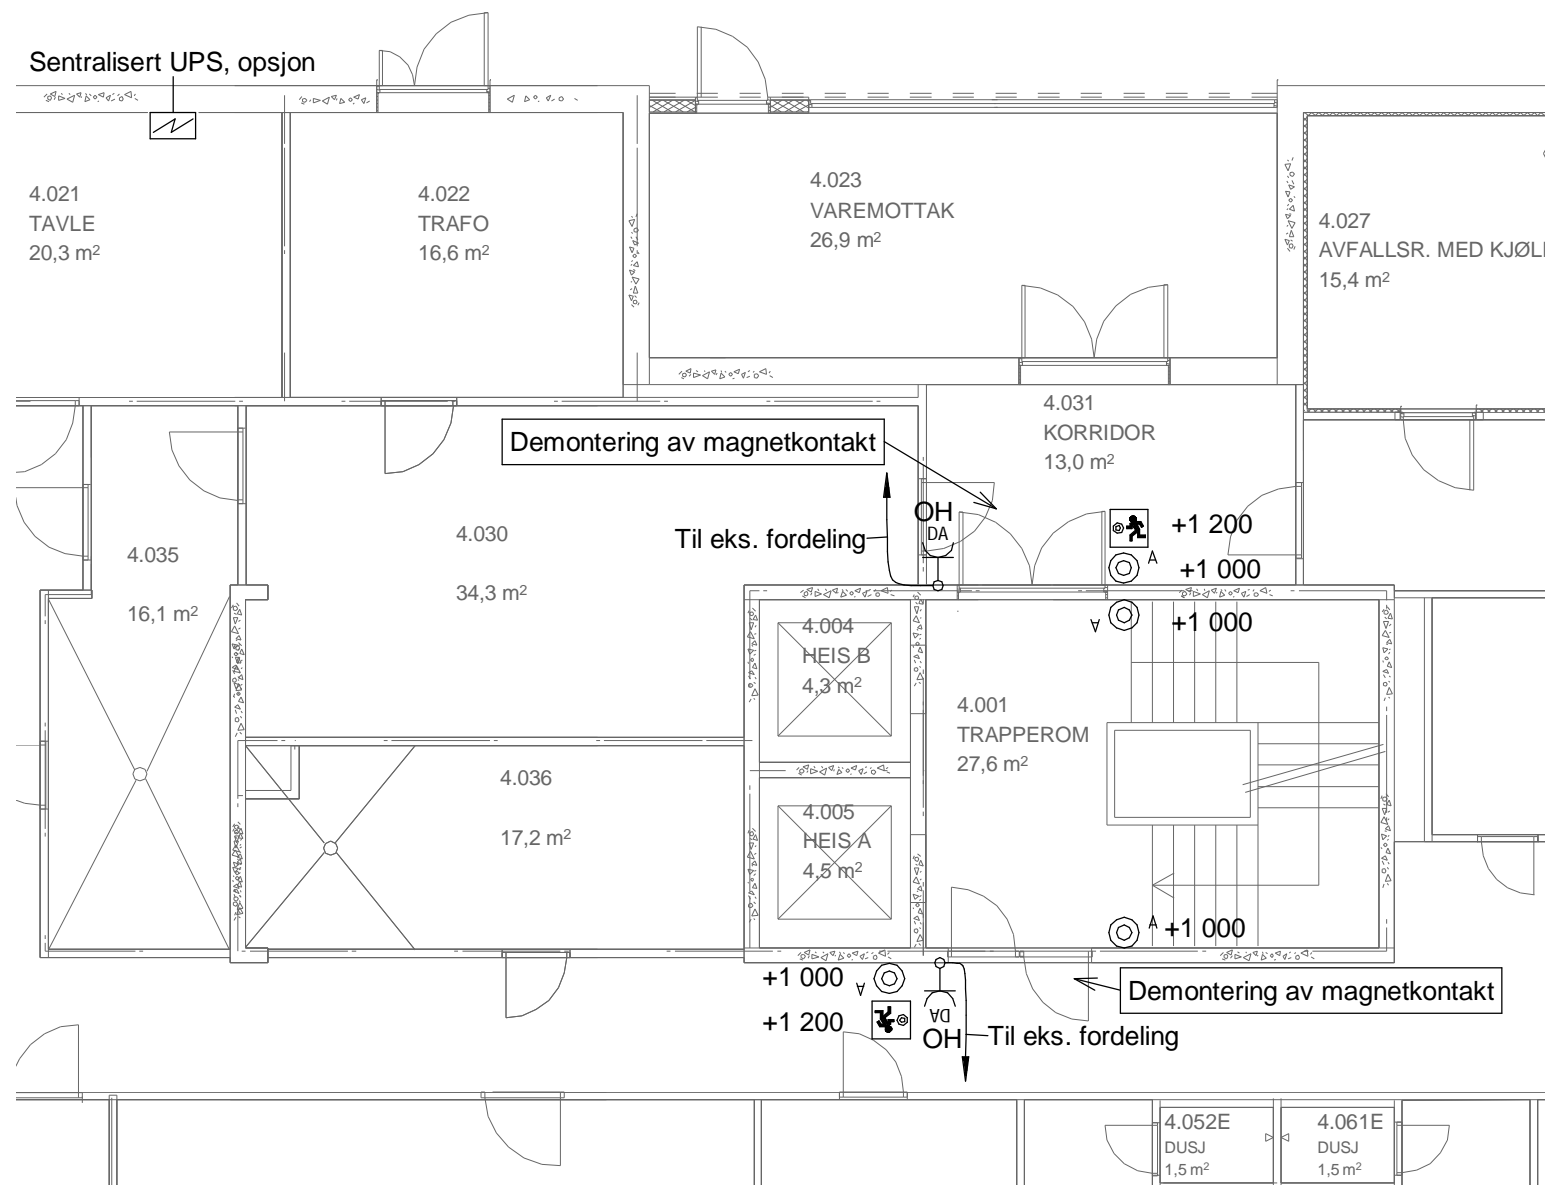 Sentralisert UPS, opsjon
4.021
TAVLE
20,3 m²
4.022
TRAFO
16,6 m²
4.023
VAREMOTTAK
26,9 m²
4.027
AVFALLSR. MED KJØL
15,4 m²
4.031
KORRIDOR
13,0 m²
Demontering av magnetkontakt
4.030
34,3 m²
Til eks. fordeling
OH
DA
+1 200
A
+1 000
A
+1 000
4.035
16,1 m²
4.004
HEIS B
4,3 m²
4.001
TRAPPEROM
27,6 m²
4.036
17,2 m²
4.005
HEIS A
4,5 m²
A
+1 000
+1 000
A
+1 200
DA
OH
Til eks. fordeling
Demontering av magnetkontakt
4.052E
DUSJ
1,5 m²
4.061E
DUSJ
1,5 m²